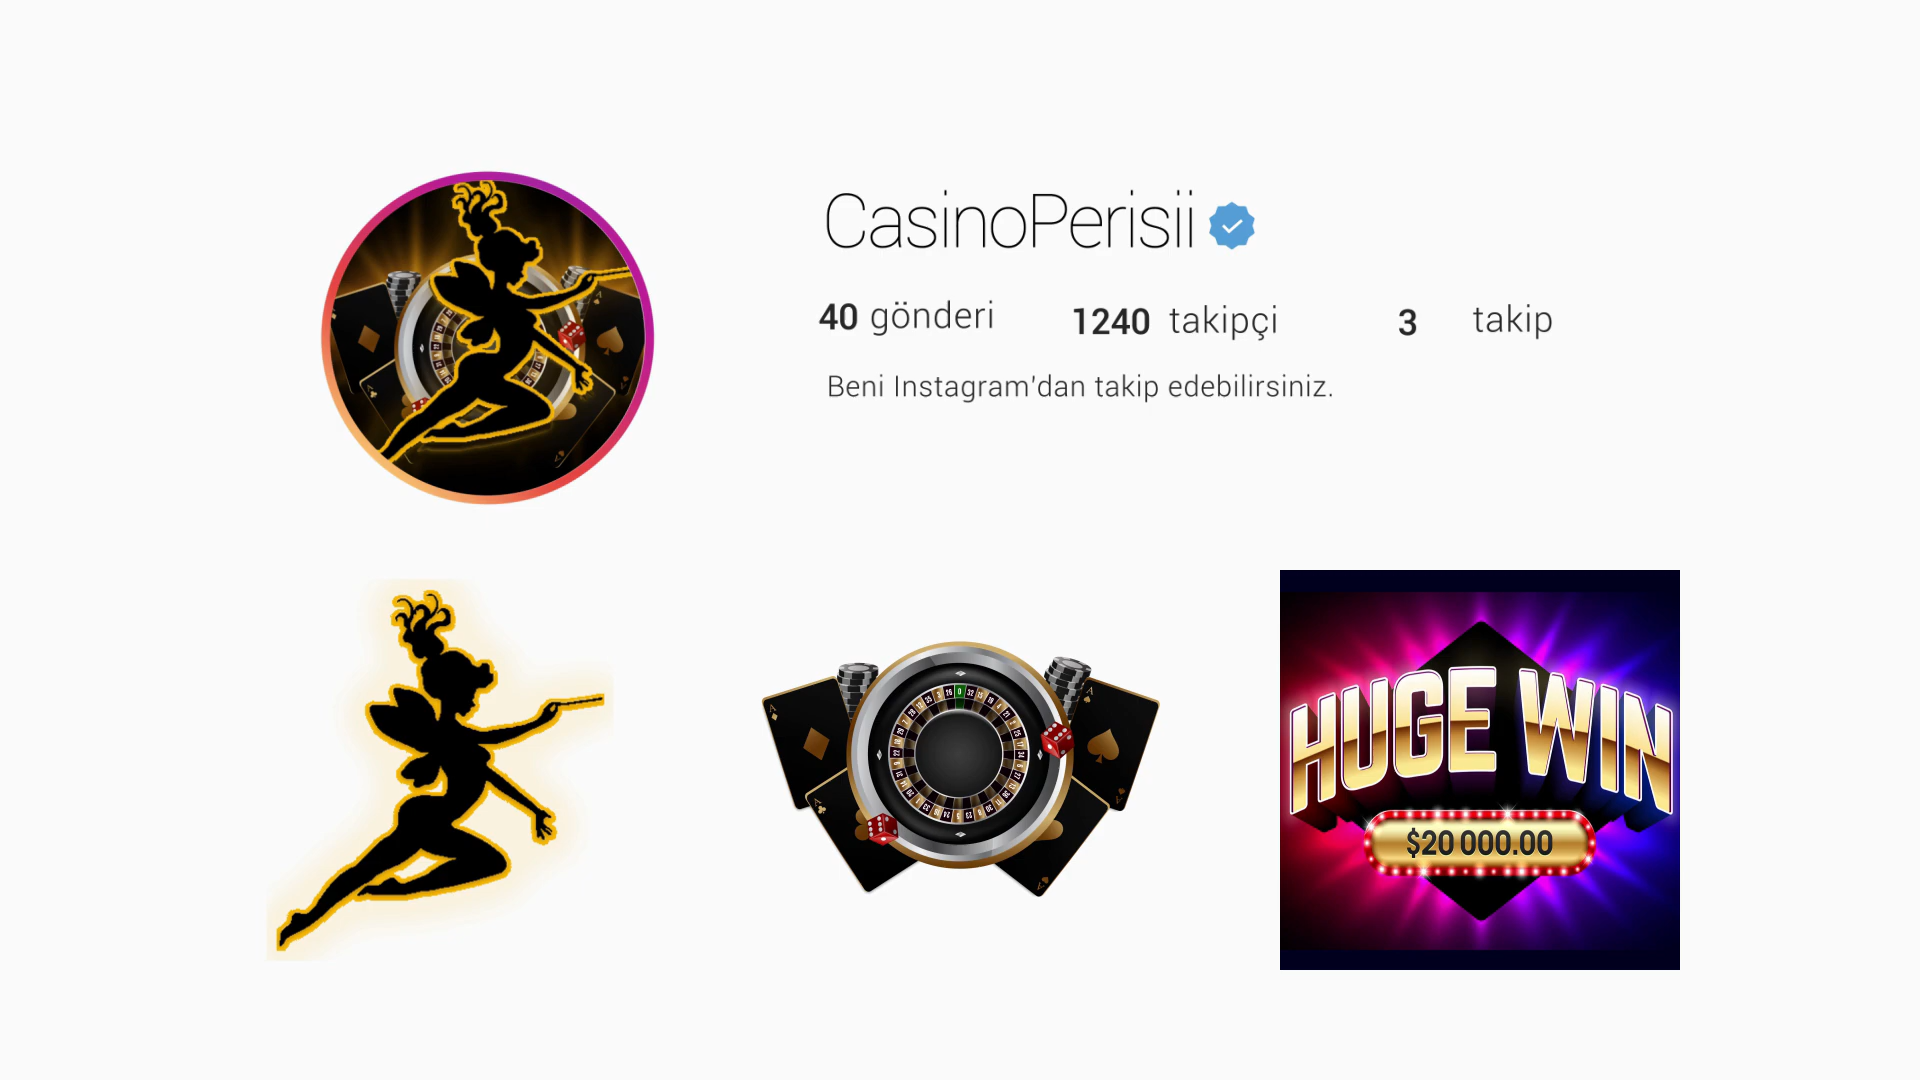 CasinoPerisii
40 gönderi 1240 takipçi 3 takip
Beni Instagram'dan takip edebilirsiniz.
HUGE WIN
$20 000.00